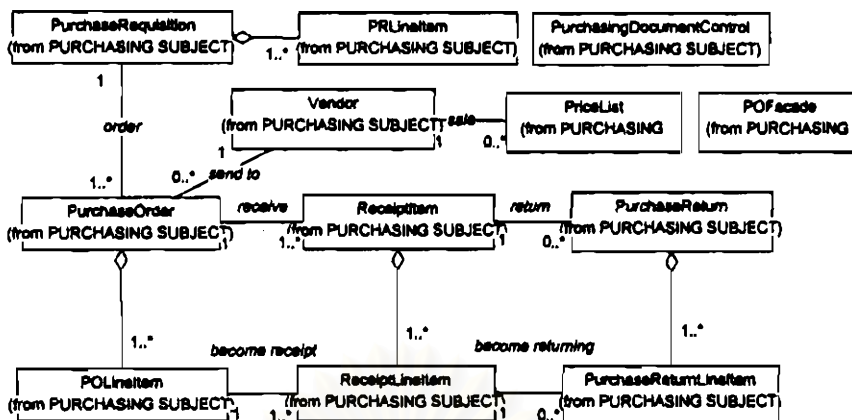 PurchaseRequisition
(from PURCHASING SUBJECT)
1..*
PRLineItem
(from PURCHASING SUBJECT)
PurchasingDocumentControl
(from PURCHASING SUBJECT)
1
order
1..*
Vendor
(from PURCHASING SUBJECT)
1
sale
0..*
PriceList
(from PURCHASING
POFacade
(from PURCHASING
1
send to
0..*
PurchaseOrder
(from PURCHASING SUBJECT)
1
receive
1..*
ReceiptItem
(from PURCHASING SUBJECT)
1
return
0..*
PurchaseReturn
(from PURCHASING SUBJECT)
1..*
1..*
1..*
become receipt
become returning
POLineItem
(from PURCHASING SUBJECT)
1
1..*
ReceiptLineItem
(from PURCHASING SUBJECT)
1
0..*
PurchaseReturnLineItem
(from PURCHASING SUBJECT)